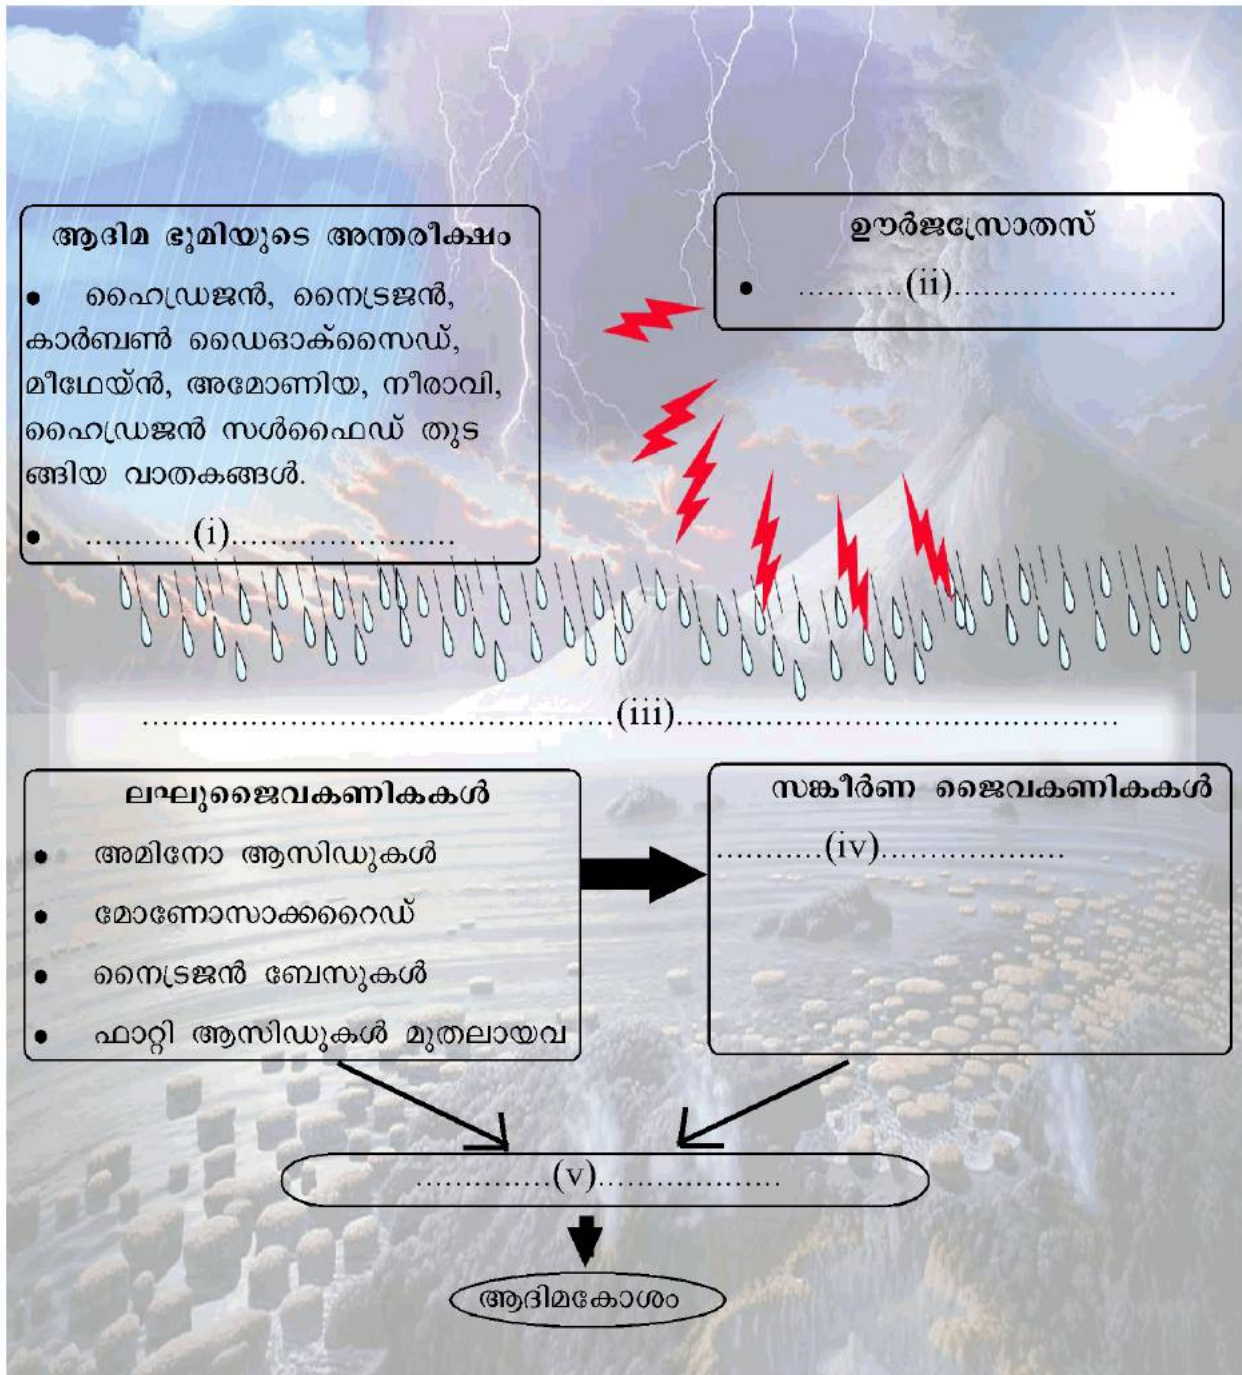 ആദിമ ഭൂമിയുടെ അന്തരീക്ഷം
● ഹൈഡ്രജൻ, നൈട്രജൻ,
കാർബൺ ഡൈഓക്സൈഡ്,
മീഥേയ്ൻ, അമോണിയ, നീരാവി,
ഹൈഡ്രജൻ സൾഫൈഡ് തുട
ങ്ങിയ വാതകങ്ങൾ.
● ...........(i).......................
ഊർജസ്രോതസ്
● ...........(ii).......................
................................................(iii)................................................
ലഘുജൈവകണികകൾ
● അമിനോ ആസിഡുകൾ
● മോണോസാക്കറൈഡ്
● നൈട്രജൻ ബേസുകൾ
● ഫാറ്റി ആസിഡുകൾ മുതലായവ
സങ്കീർണ ജൈവകണികകൾ
...........(iv)...................
..............(v)...................
ആദിമകോശം